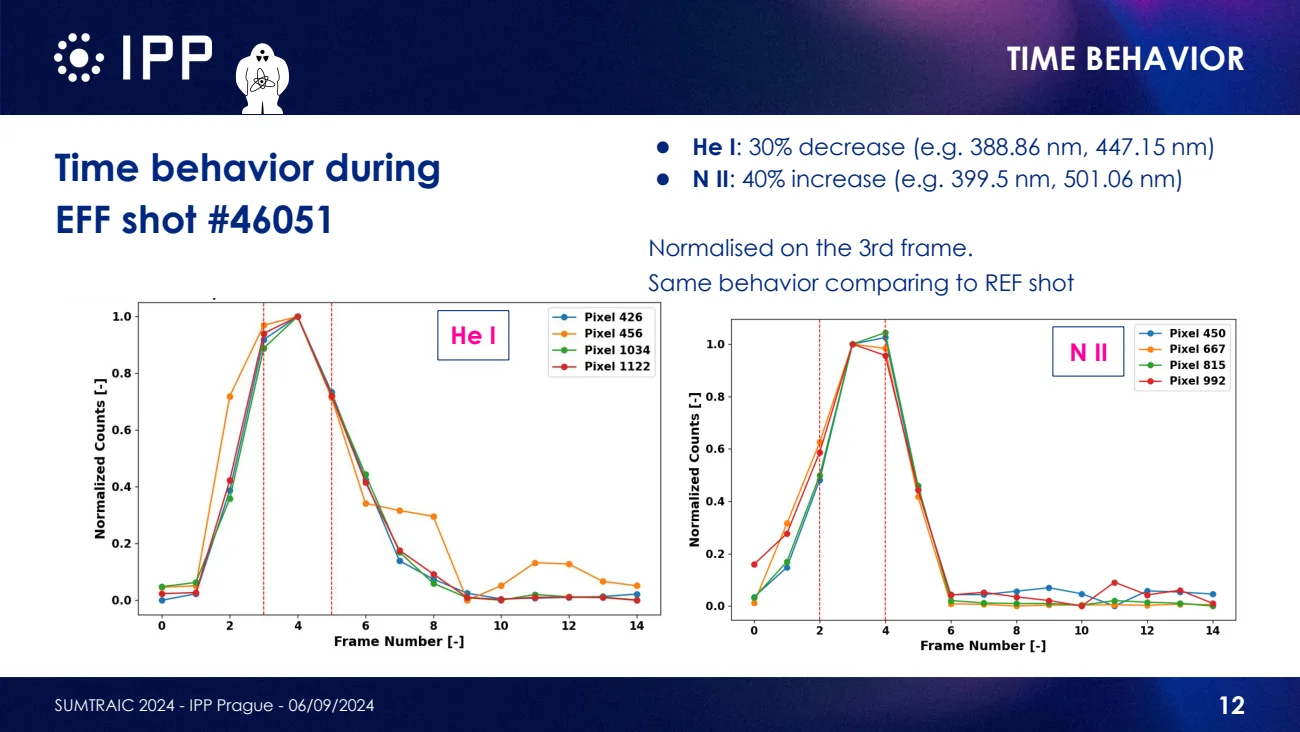 IPP
TIME BEHAVIOR
Time behavior during
EFF shot #46051
● He I: 30% decrease (e.g. 388.86 nm, 447.15 nm)
● N II: 40% increase (e.g. 399.5 nm, 501.06 nm)
Normalised on the 3rd frame.
Same behavior comparing to REF shot
He I
Pixel 426
Pixel 456
Pixel 1034
Pixel 1122
Normalized Counts [-]
1.0
0.8
0.6
0.4
0.2
0.0
0 2 4 6 8 10 12 14
Frame Number [-]
N II
Pixel 450
Pixel 667
Pixel 815
Pixel 992
Normalized Counts [-]
1.0
0.8
0.6
0.4
0.2
0.0
0 2 4 6 8 10 12 14
Frame Number [-]
SUMTRAIC 2024 - IPP Prague - 06/09/2024
12